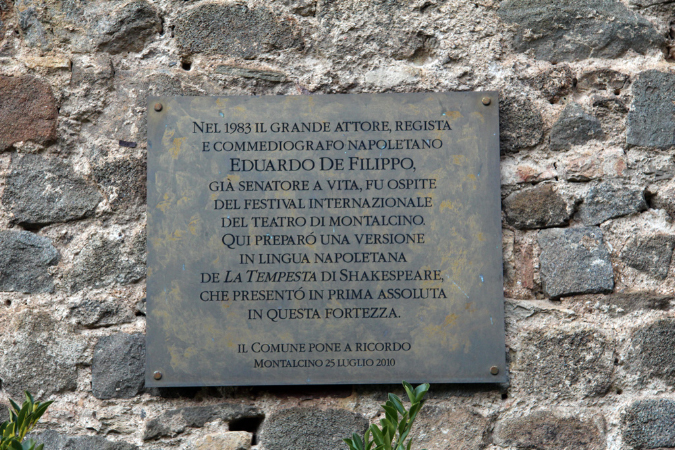 NEL 1983 IL GRANDE ATTORE, REGISTA
E COMMEDIOGRAFO NAPOLETANO
EDUARDO DE FILIPPO,
GIÀ SENATORE A VITA, FU OSPITE
DEL FESTIVAL INTERNAZIONALE
DEL TEATRO DI MONTALCINO.
QUI PREPARÓ UNA VERSIONE
IN LINGUA NAPOLETANA
DE LA TEMPESTA DI SHAKESPEARE,
CHE PRESENTÓ IN PRIMA ASSOLUTA
IN QUESTA FORTEZZA.
IL COMUNE PONE A RICORDO
MONTALCINO 25 LUGLIO 2010